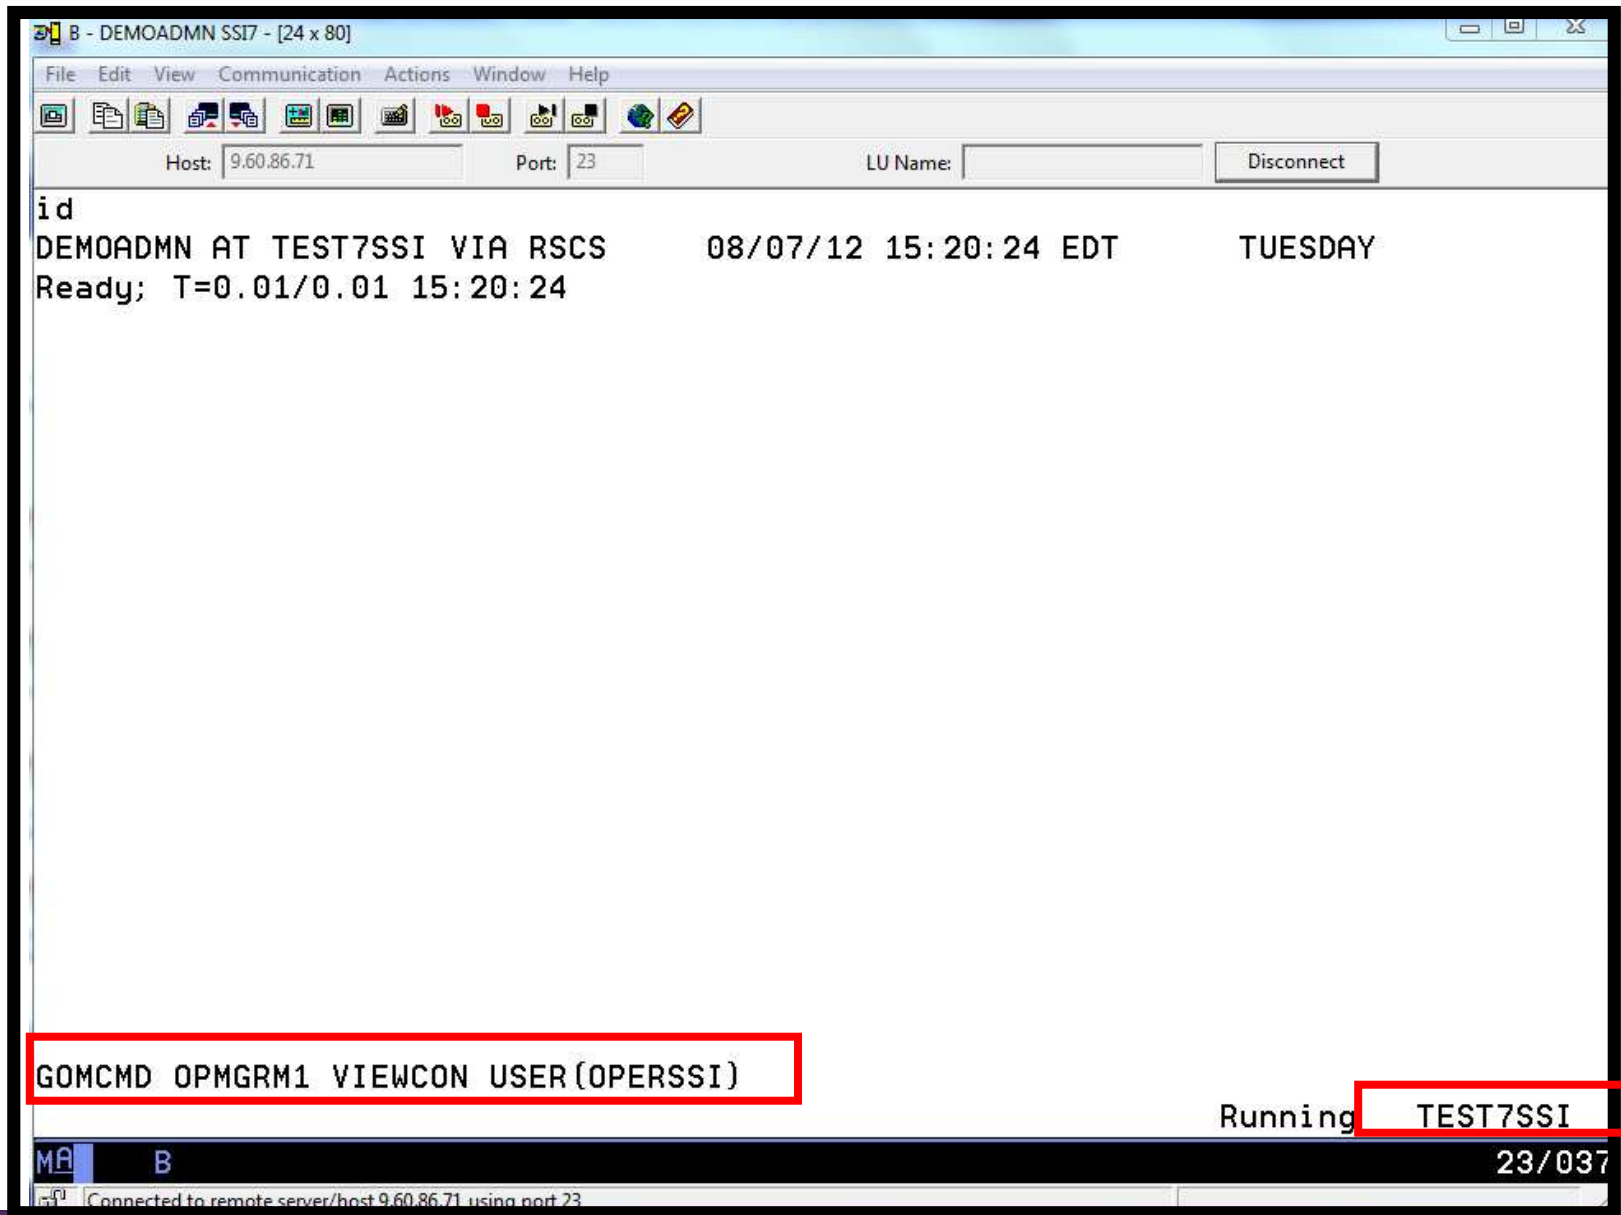 B - DEMOADMN SSI7 - [24 x 80]
File Edit View Communication Actions Window Help
Host: 9.60.86.71 Port: 23 LU Name: Disconnect
id
DEMOADMN AT TEST7SSI VIA RSCS 08/07/12 15:20:24 EDT TUESDAY
Ready; T=0.01/0.01 15:20:24
GOMCMD OPMGRM1 VIEWCON USER(OPERSSI)
Running TEST7SSI
MA B 23/037
Connected to remote server/host 9.60.86.71 using port 23